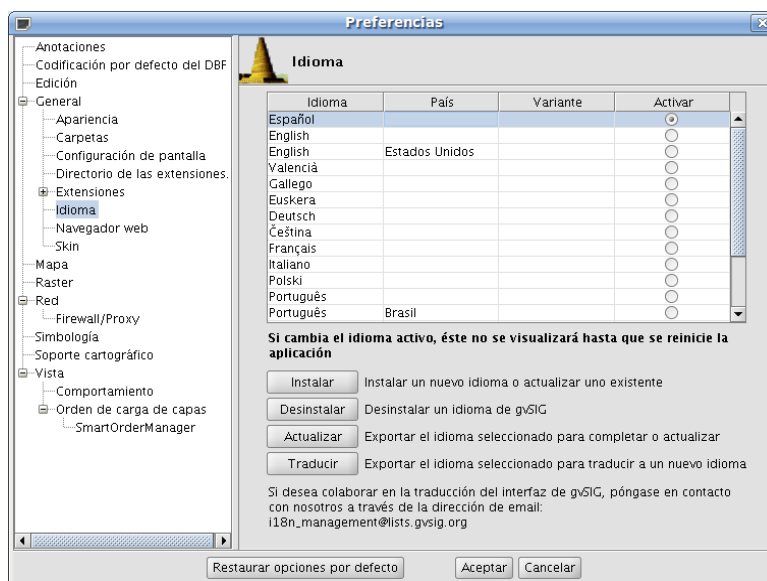 Preferencias
Anotaciones
Codificación por defecto del DBF
Edición
General
Apariencia
Carpetas
Configuración de pantalla
Directorio de las extensiones.
Extensiones
Idioma
Navegador web
Skin
Mapa
Raster
Red
Firewall/Proxy
Simbología
Soporte cartográfico
Vista
Comportamiento
Orden de carga de capas
SmartOrderManager
Idioma
Idioma País Variante Activar
Español
English
English Estados Unidos
Valencià
Gallego
Euskera
Deutsch
Čeština
Français
Italiano
Polski
Português
Português Brasil
Si cambia el idioma activo, éste no se visualizará hasta que se reinicie la
aplicación
Instalar Instalar un nuevo idioma o actualizar uno existente
Desinstalar Desinstalar un idioma de gvSIG
Actualizar Exportar el idioma seleccionado para completar o actualizar
Traducir Exportar el idioma seleccionado para traducir a un nuevo idioma
Si desea colaborar en la traducción del interfaz de gvSIG, póngase en contacto
con nosotros a través de la dirección de email:
i18n_management@lists.gvsig.org
Restaurar opciones por defecto Aceptar Cancelar